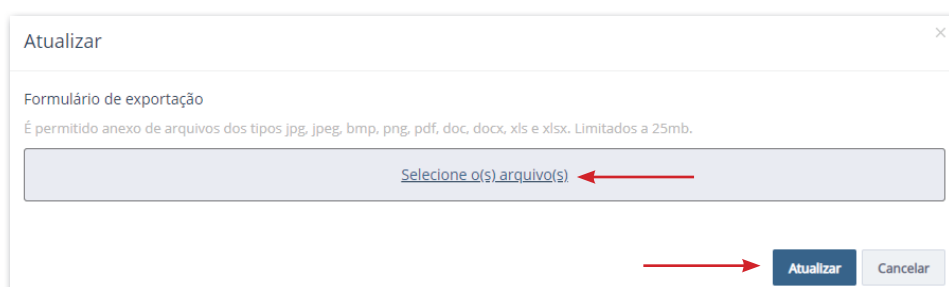 Atualizar
×
Formulário de exportação
É permitido anexo de arquivos dos tipos jpg, jpeg, bmp, png, pdf, doc, docx, xls e xlsx. Limitados a 25mb.
Selecione o(s) arquivo(s)
Atualizar Cancelar